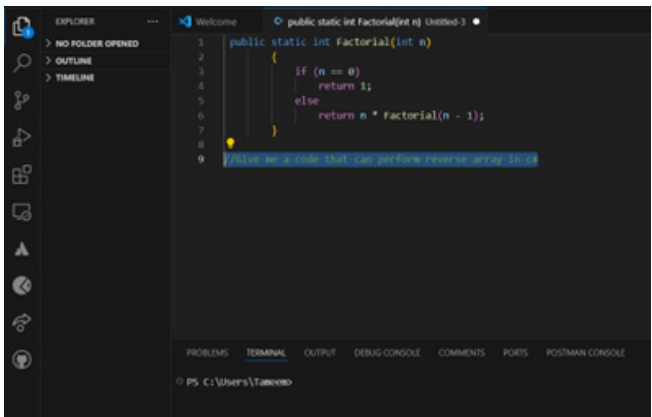 EXPLORER
NO FOLDER OPENED
OUTLINE
TIMELINE
Welcome
public static int Factorial(int n) Untitled-3
1 public static int Factorial(int n)
2 {
3 if (n == 0)
4 return 1;
5 else
6 return n * Factorial(n - 1);
7 }
8
9 //Give me a code that can perform reverse array in c#
PROBLEMS TERMINAL OUTPUT DEBUG CONSOLE COMMENTS PORTS POSTMAN CONSOLE
PS C:\Users\Tameem>